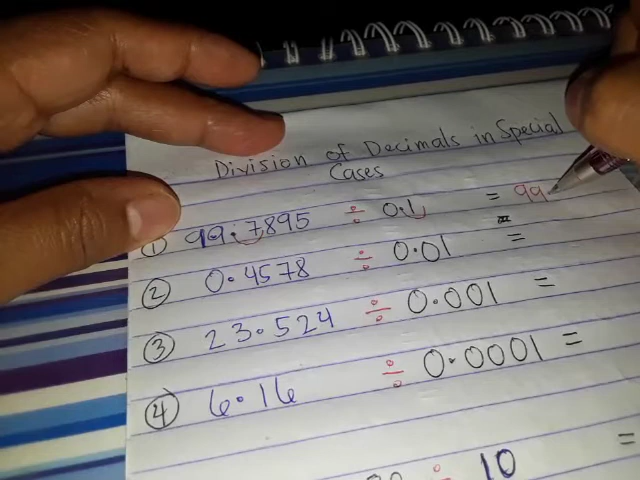 Division of Decimals in Special
Cases
① 99.7895 ÷ 0.1 = 99
② 0.4578 ÷ 0.01 =
③ 23.524 ÷ 0.001 =
④ 6.16 ÷ 0.0001 =
÷ 10 =